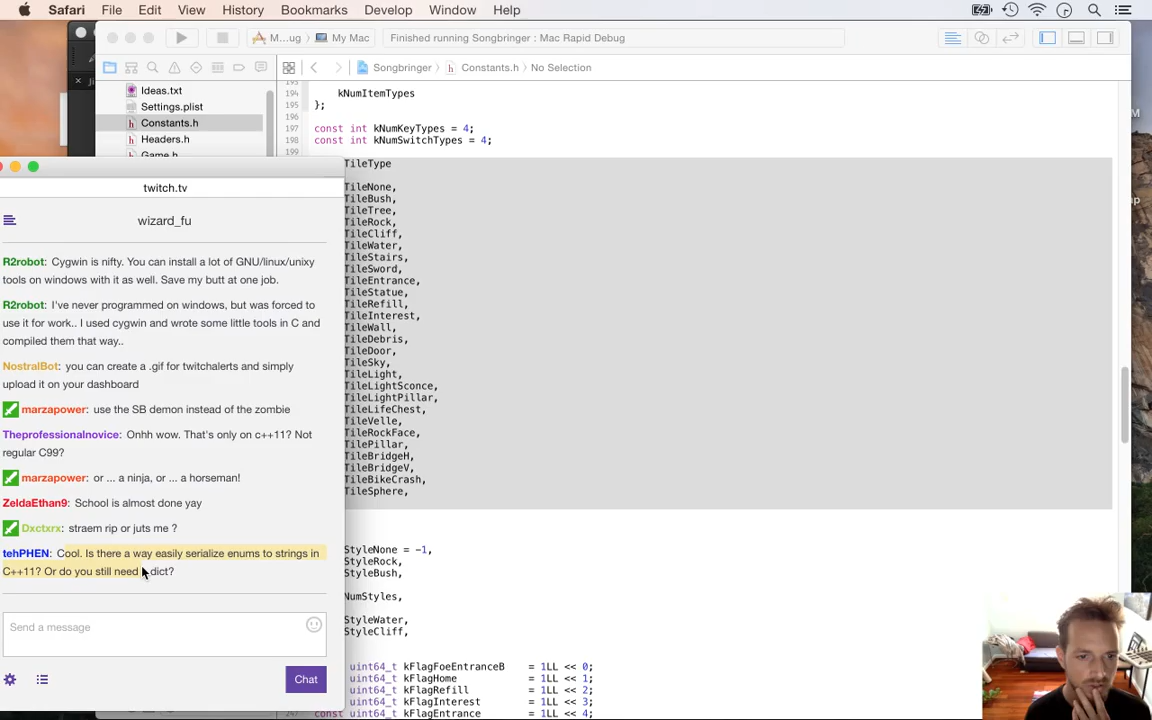 Safari File Edit View History Bookmarks Develop Window Help
M...ug My Mac
Finished running Songbringer : Mac Rapid Debug
Songbringer Constants.h No Selection
Ideas.txt
Settings.plist
Constants.h
Headers.h
Game.h
193
194 kNumItemTypes
195 };
196
197 const int kNumKeyTypes = 4;
198 const int kNumSwitchTypes = 4;
199
TileType
TileNone,
TileBush,
TileTree,
TileRock,
TileCliff,
TileWater,
TileStairs,
TileSword,
TileEntrance,
TileStatue,
TileRefill,
TileInterest,
TileWall,
TileDebris,
TileDoor,
TileSky,
TileLight,
TileLightSconce,
TileLightPillar,
TileLifeChest,
TileVelle,
TileRockFace,
TilePillar,
TileBridgeH,
TileBridgeV,
TileBikeCrash,
TileSphere,
StyleNone = -1,
StyleRock,
StyleBush,
NumStyles,
StyleWater,
StyleCliff,
uint64_t kFlagFoeEntranceB = 1LL << 0;
uint64_t kFlagHome = 1LL << 1;
uint64_t kFlagRefill = 1LL << 2;
uint64_t kFlagInterest = 1LL << 3;
const uint64_t kFlagEntrance = 1LL << 4;
twitch.tv
wizard_fu
R2robot: Cygwin is nifty. You can install a lot of GNU/linux/unixy
tools on windows with it as well. Save my butt at one job.
R2robot: I've never programmed on windows, but was forced to
use it for work.. I used cygwin and wrote some little tools in C and
compiled them that way..
NostralBot: you can create a .gif for twitchalerts and simply
upload it on your dashboard
marzapower: use the SB demon instead of the zombie
Theprofessionalnovice: Onhh wow. That's only on c++11? Not
regular C99?
marzapower: or ... a ninja, or ... a horseman!
ZeldaEthan9: School is almost done yay
Dxctxrx: straem rip or juts me ?
tehPHEN: Cool. Is there a way easily serialize enums to strings in
C++11? Or do you still need dict?
Send a message
Chat